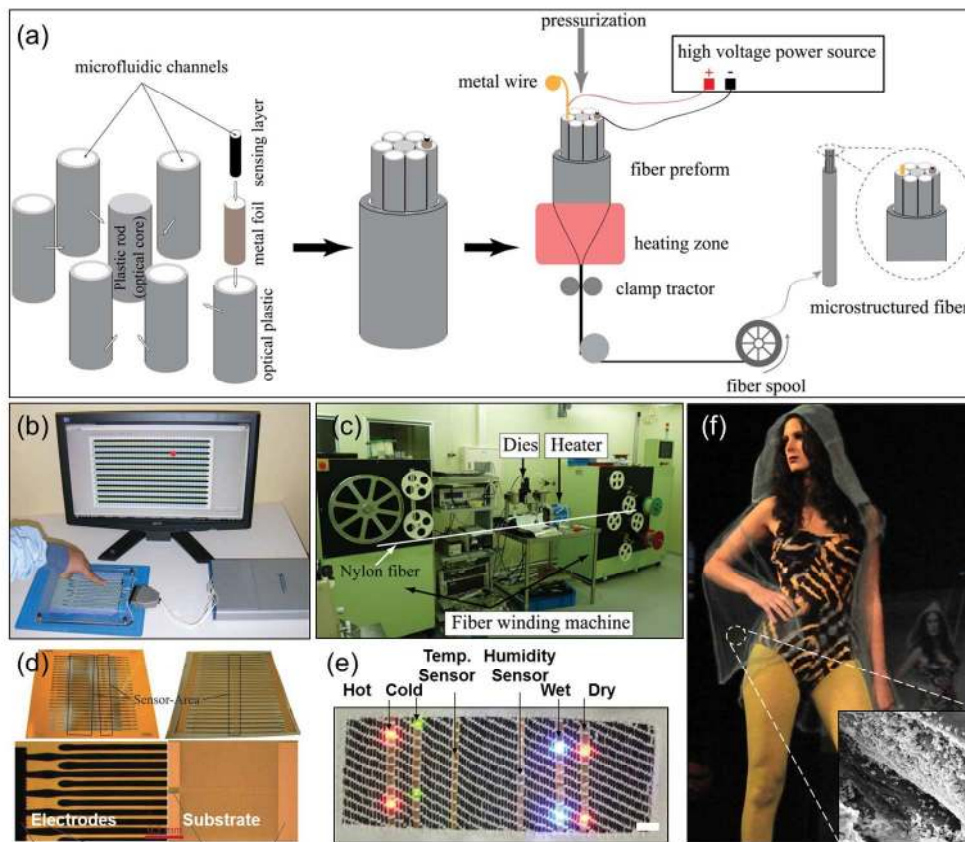 (a)
pressurization
microfluidic channels
metal wire
high voltage power source
+ -
sensing layer
metal foil
Plastic rod
(optical core)
optical plastic
fiber preform
heating zone
clamp tractor
microstructured fiber
fiber spool
(b)
(c)
Dies
Heater
Nylon fiber
Fiber winding machine
(d)
Sensor-Area
Electrodes
Substrate
(e)
Temp. Humidity
Sensor Sensor
Hot Cold Wet Dry
(f)